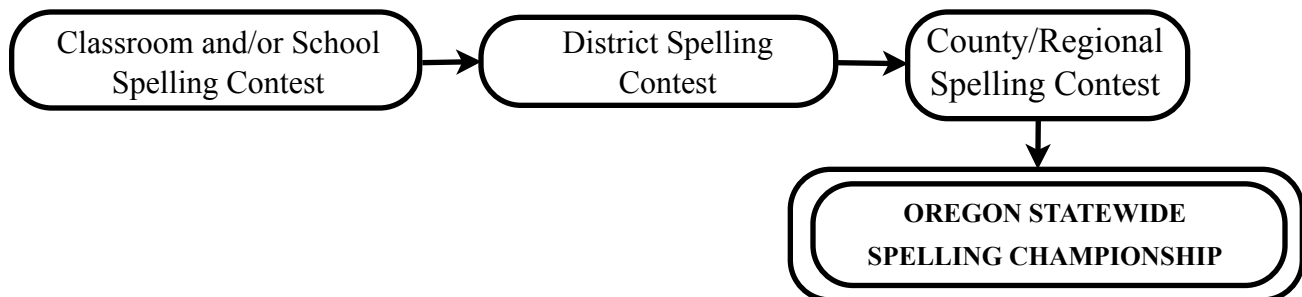 Classroom and/or School
Spelling Contest
District Spelling
Contest
County/Regional
Spelling Contest
OREGON STATEWIDE
SPELLING CHAMPIONSHIP